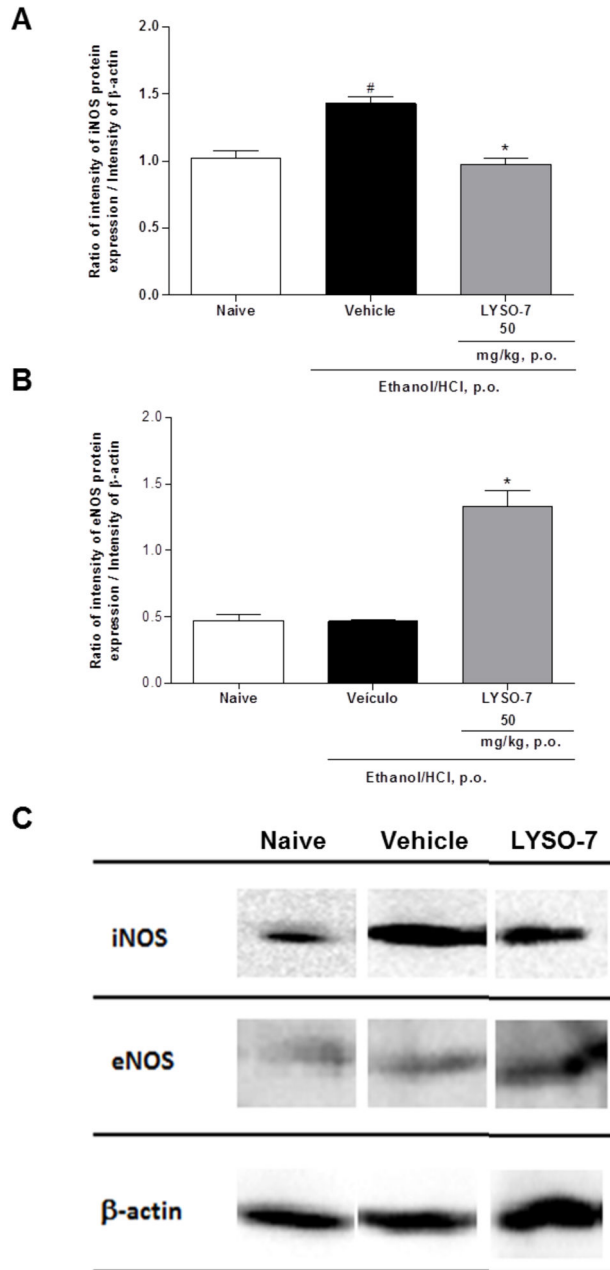 A
Ratio of intensity of iNOS protein
expression / Intensity of β-actin
2.0
1.5
1.0
0.5
0.0
#
*
Naive Vehicle LYSO-7
50
mg/kg, p.o.
Ethanol/HCl, p.o.
B
Ratio of intensity of eNOS protein
expression / Intensity of β-actin
2.0
1.5
1.0
0.5
0.0
*
Naive Veículo LYSO-7
50
mg/kg, p.o.
Ethanol/HCl, p.o.
C
Naive Vehicle LYSO-7
iNOS
eNOS
β-actin